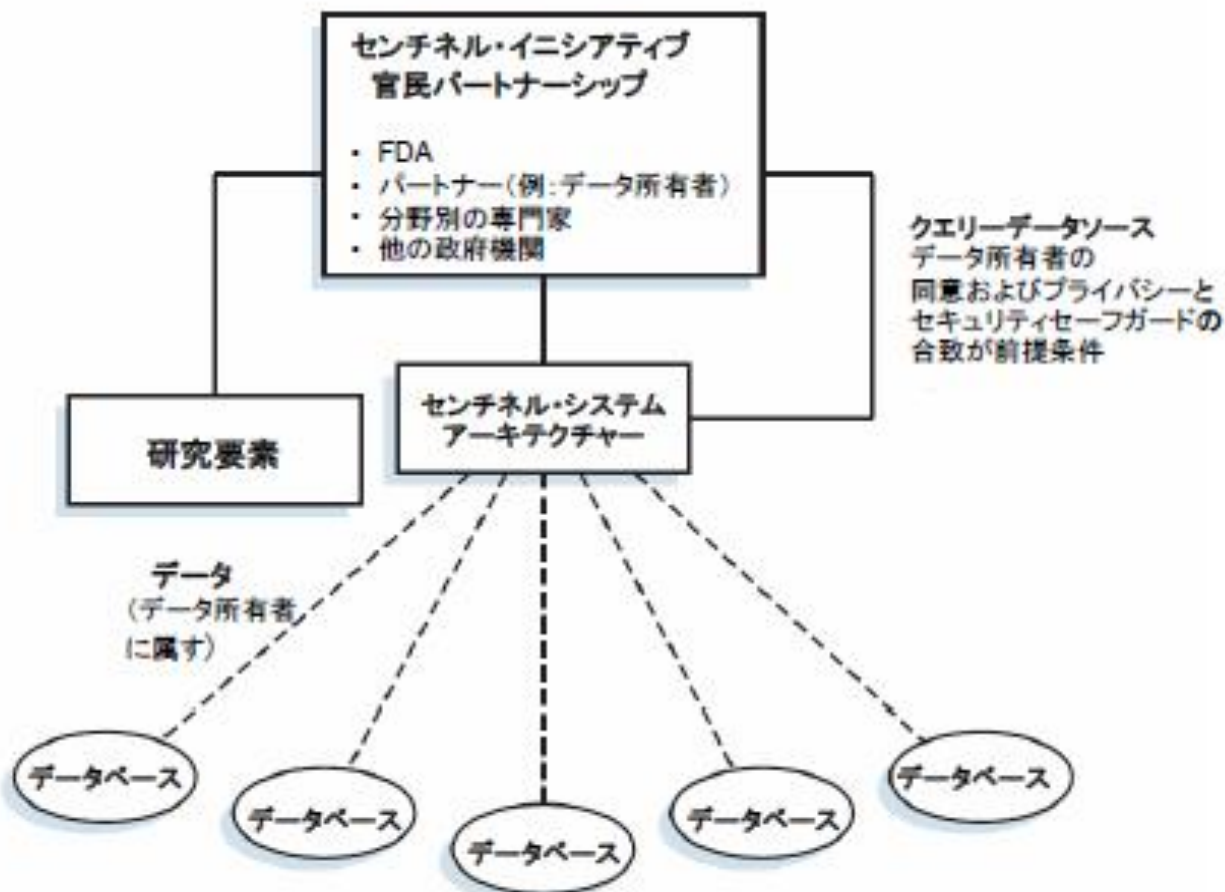 センチネル・イニシアティブ
官民パートナーシップ
・ FDA
・ パートナー(例:データ所有者)
・ 分野別の専門家
・ 他の政府機関
クエリーデータソース
データ所有者の
同意およびプライバシーと
セキュリティセーフガードの
合致が前提条件
センチネル・システム
アーキテクチャー
研究要素
データ
(データ所有者
に属す)
データベース
データベース
データベース
データベース
データベース